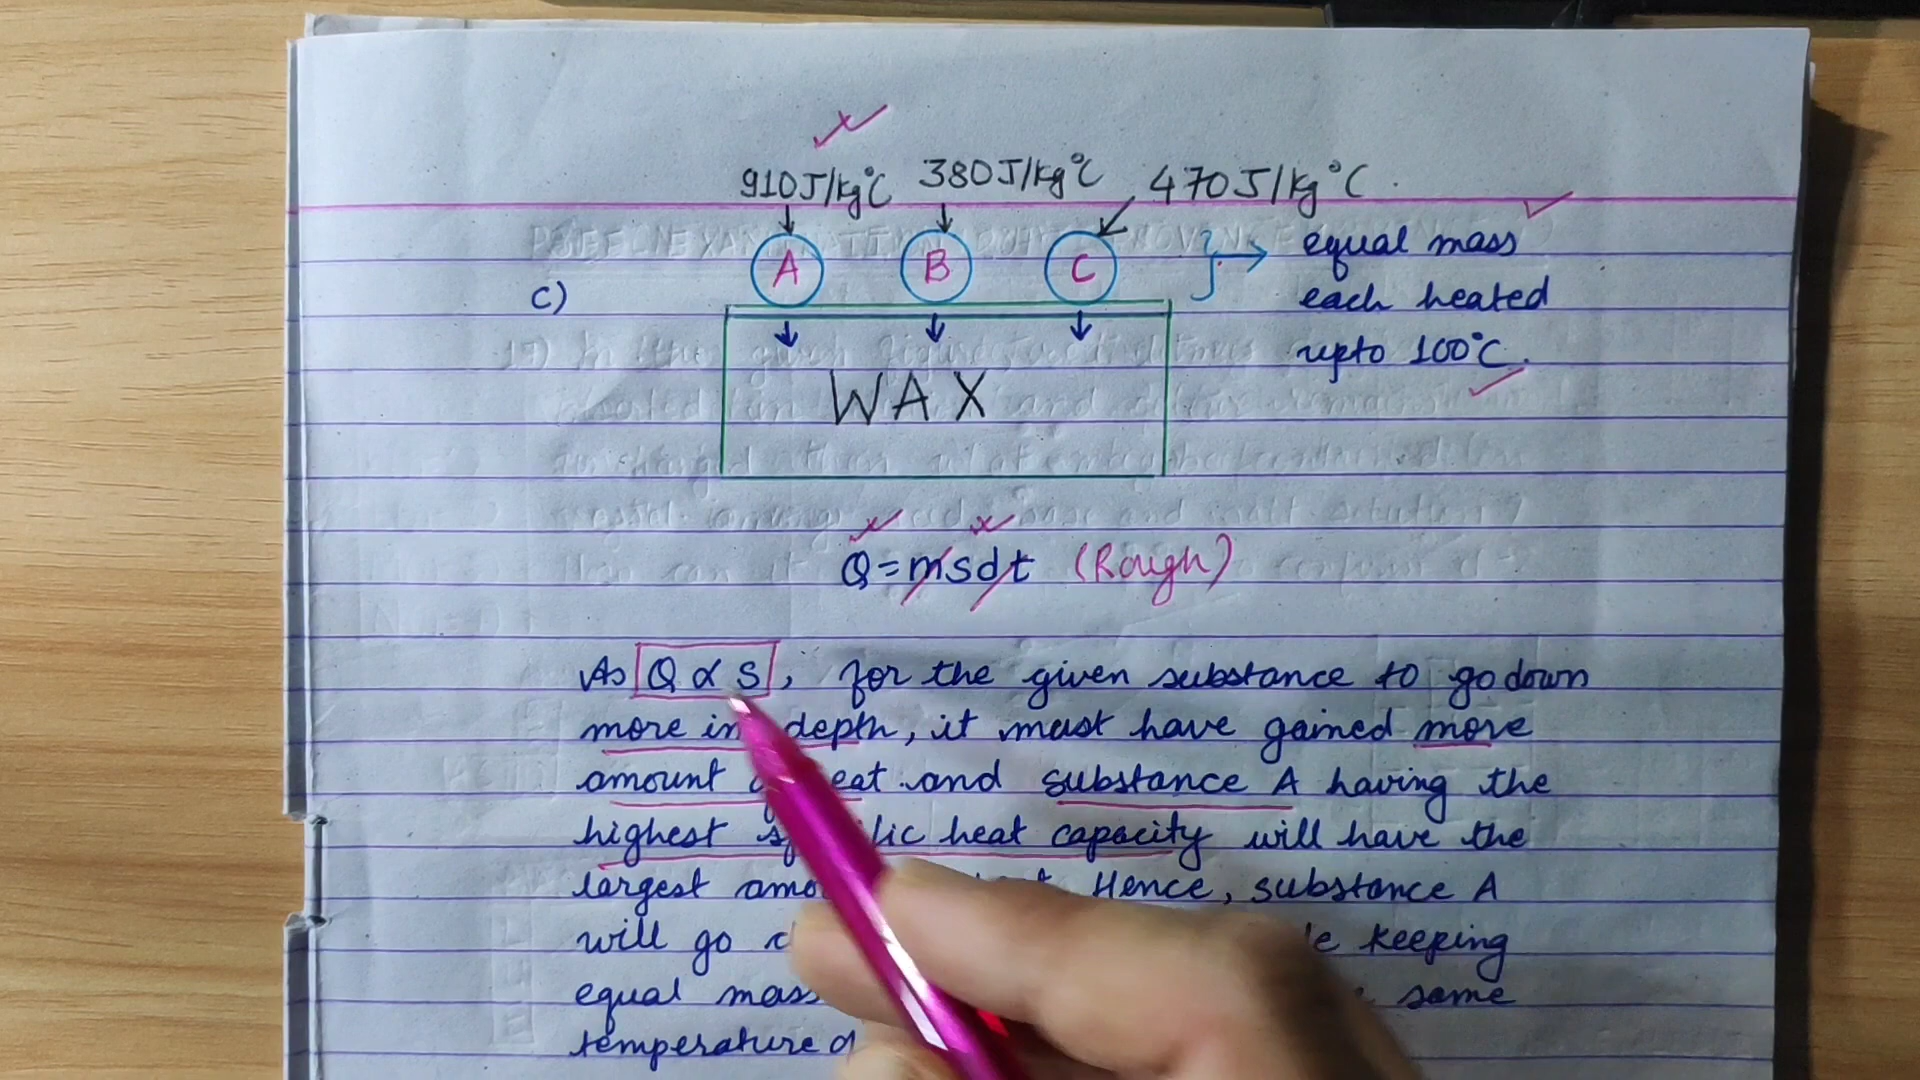 910J/kg°C 380J/kg°C 470J/kg°C
A B C
equal mass
c)
each heated
upto 100°C.
WAX
Q=msdt (Rough)
As Q α S, for the given substance to go down
more in depth, it must have gained more
amount and substance A having the
highest heat capacity will have the
largest Hence, substance A
will go keeping
equal mass same
temperature